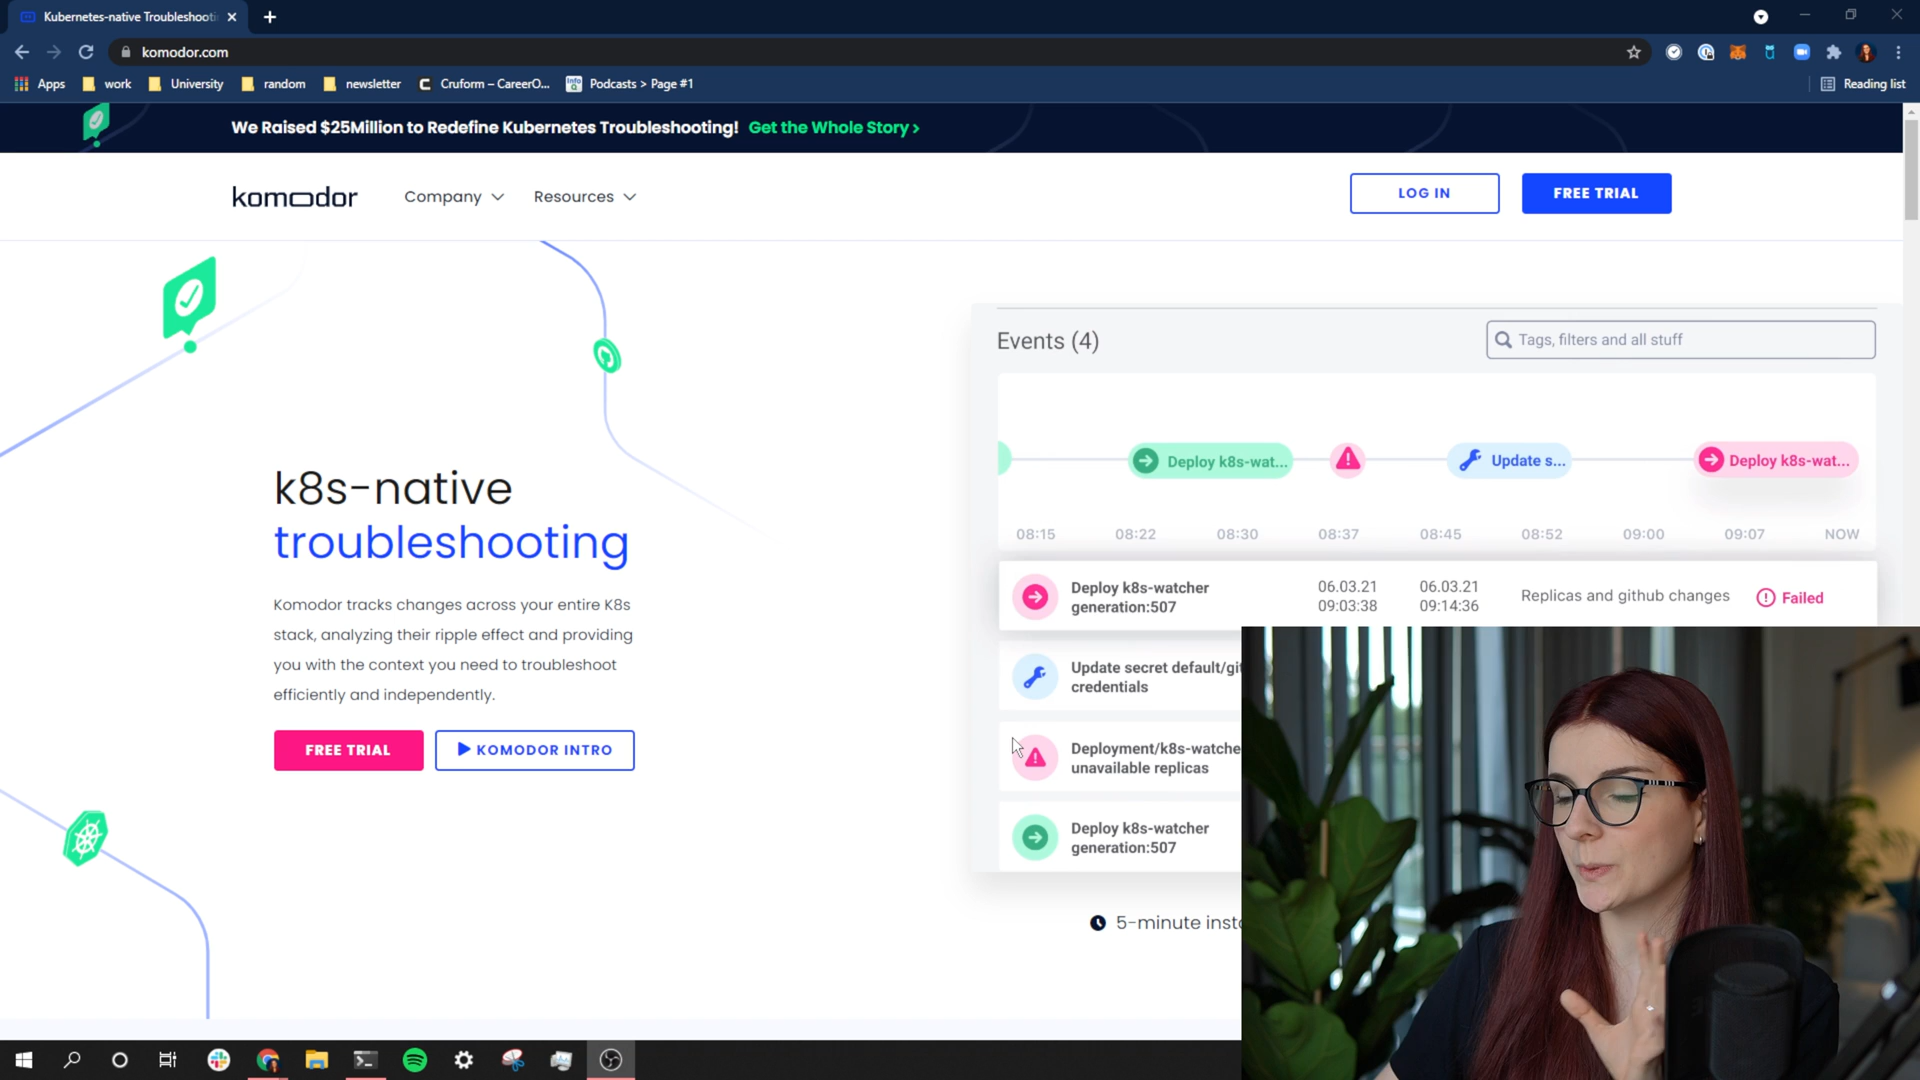 Kubernetes-native Troubleshooti
komodor.com
Apps
work
University
random
newsletter
Cruform – CareerO...
Podcasts > Page #1
Reading list
We Raised $25Million to Redefine Kubernetes Troubleshooting! Get the Whole Story >
komodor
Company
Resources
LOG IN
FREE TRIAL
k8s-native
troubleshooting
Komodor tracks changes across your entire K8s
stack, analyzing their ripple effect and providing
you with the context you need to troubleshoot
efficiently and independently.
FREE TRIAL
KOMODOR INTRO
Events (4)
Tags, filters and all stuff
Deploy k8s-wat...
Update s...
Deploy k8s-wat...
08:15 08:22 08:30 08:37 08:45 08:52 09:00 09:07 NOW
Deploy k8s-watcher
generation:507
06.03.21
09:03:38
06.03.21
09:14:36
Replicas and github changes
Failed
Update secret default/git
credentials
Deployment/k8s-watche
unavailable replicas
Deploy k8s-watcher
generation:507
5-minute insta